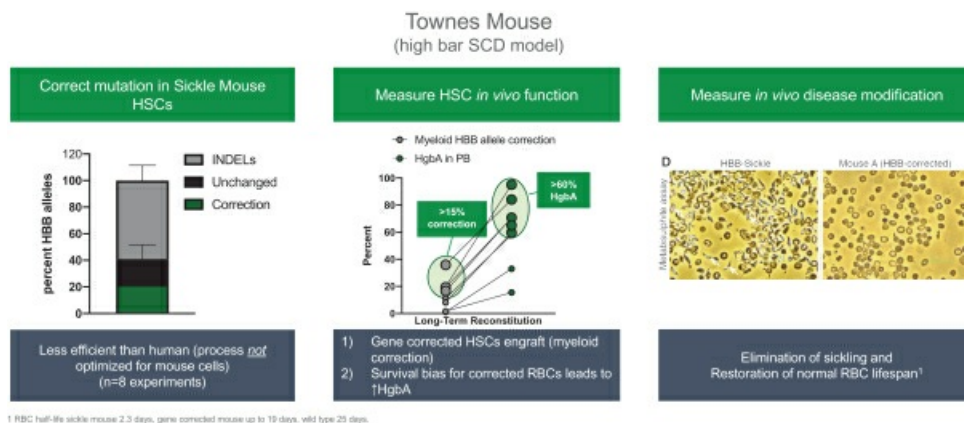 Townes Mouse
(high bar SCD model)
Correct mutation in Sickle Mouse
HSCs
120
100
80
60
40
20
0
percent HBB alleles
INDELs
Unchanged
Correction
Less efficient than human (process not
optimized for mouse cells)
(n=8 experiments)
Measure HSC in vivo function
Myeloid HBB allele correction
HgbA in PB
100
80
60
40
20
0
Percent
>15%
correction
>60%
HgbA
Long-Term Reconstitution
1) Gene corrected HSCs engraft (myeloid
correction)
2) Survival bias for corrected RBCs leads to
↑HgbA
Measure in vivo disease modification
D
HBB-Sickle
Mouse A (HBB-corrected)
Metabisulphite assay
Elimination of sickling and
Restoration of normal RBC lifespan¹
1 RBC half-life sickle mouse 2.3 days, gene corrected mouse up to 19 days, wild type 25 days.